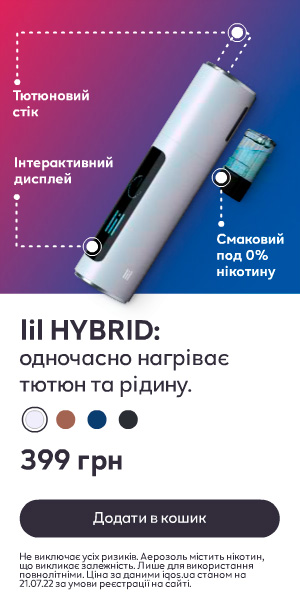 Тютюновий
стік
Інтерактивний
дисплей
Смаковий
под 0%
нікотину
lil HYBRID:
одночасно нагріває
тютюн та рідину.
399 грн
Додати в кошик
Не виключає усіх ризиків. Аерозоль містить нікотин,
що викликає залежність. Лише для використання
повнолітніми. Ціна за даними iqos.ua станом на
21.07.22 за умови реєстрації на сайті.